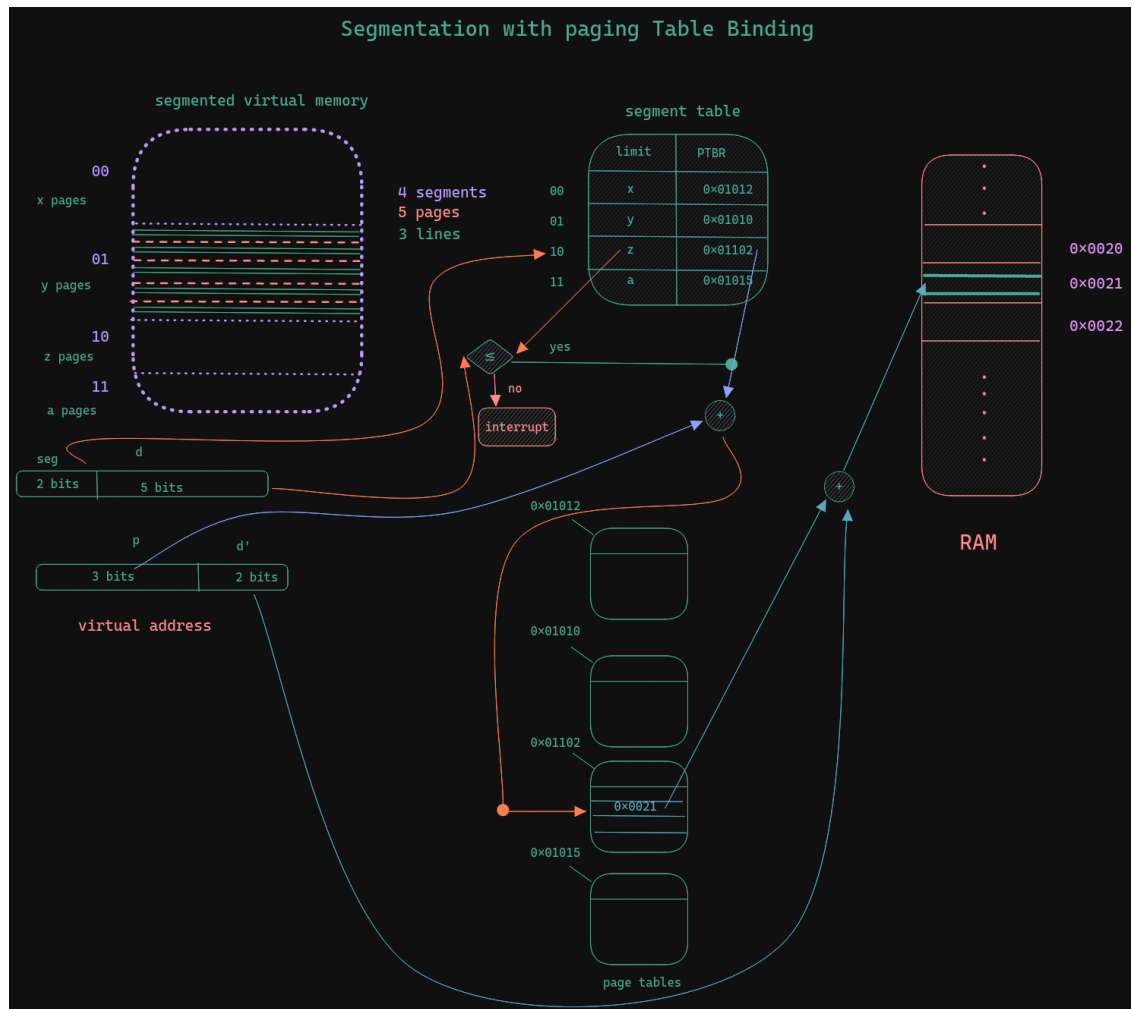 Segmentation with paging Table Binding
segmented virtual memory
00
x pages
01
y pages
10
z pages
11
a pages
4 segments
5 pages
3 lines
segment table
limit PTBR
00 x 0×01012
01 y 0×01010
10 z 0×01102
11 a 0×01015
≤
yes
no
interrupt
+
seg d
2 bits 5 bits
p d'
3 bits 2 bits
virtual address
0×01012
0×01010
0×01102
0×0021
0×01015
page tables
+
0×0020
0×0021
0×0022
RAM